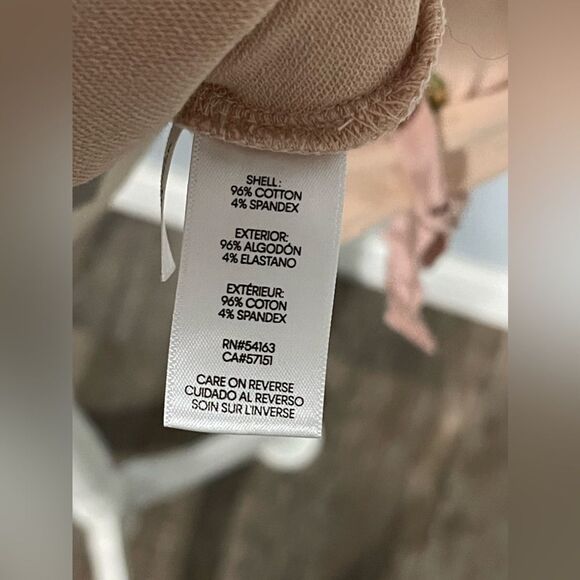 SHELL:
96% COTTON
4% SPANDEX
EXTERIOR:
96% ALGODÓN
4% ELASTANO
EXTÉRIEUR:
96% COTON
4% SPANDEX
RN#54163
CA#57151
CARE ON REVERSE
CUIDADO AL REVERSO
SOIN SUR L'INVERSE